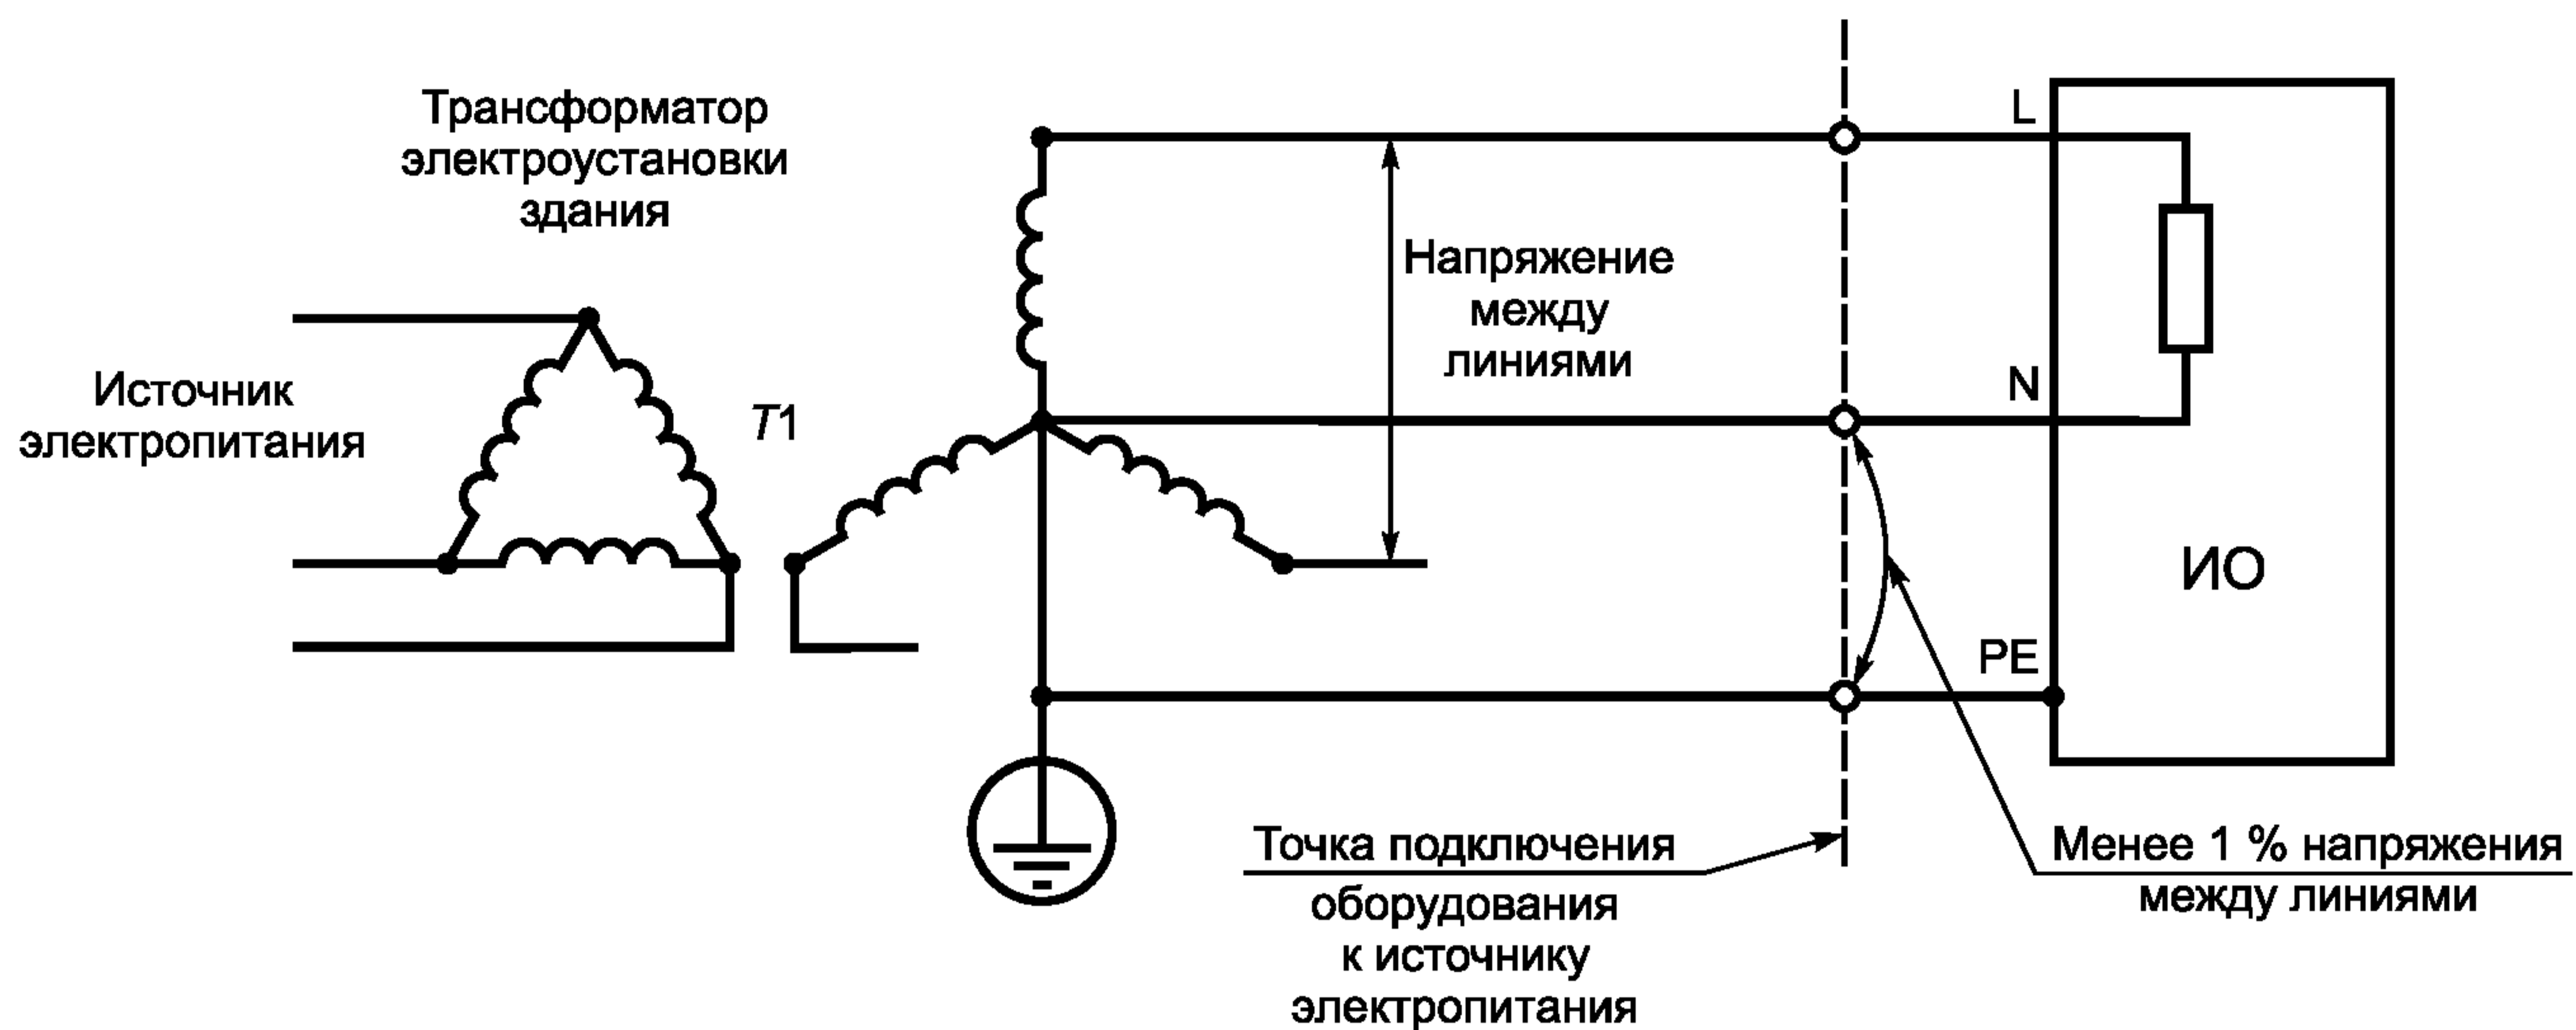 Трансформатор
электроустановки
здания
Источник
электропитания
T1
Напряжение
между
линиями
L
N
PE
ИО
Точка подключения
оборудования
к источнику
электропитания
Менее 1 % напряжения
между линиями